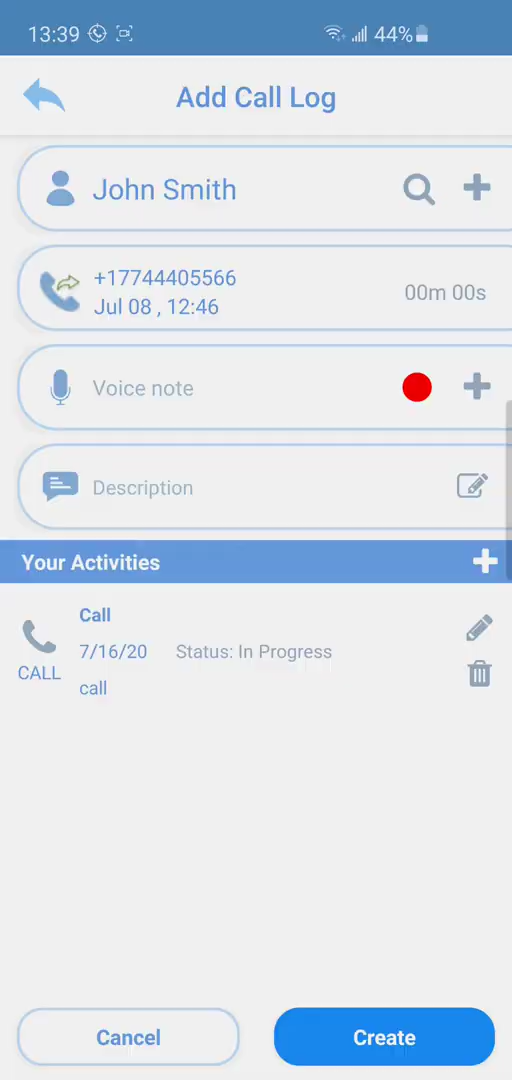 13:39 44%
Add Call Log
John Smith
+17744405566
Jul 08 , 12:46
00m 00s
Voice note
Description
Your Activities
Call
7/16/20 Status: In Progress
CALL
call
Cancel Create